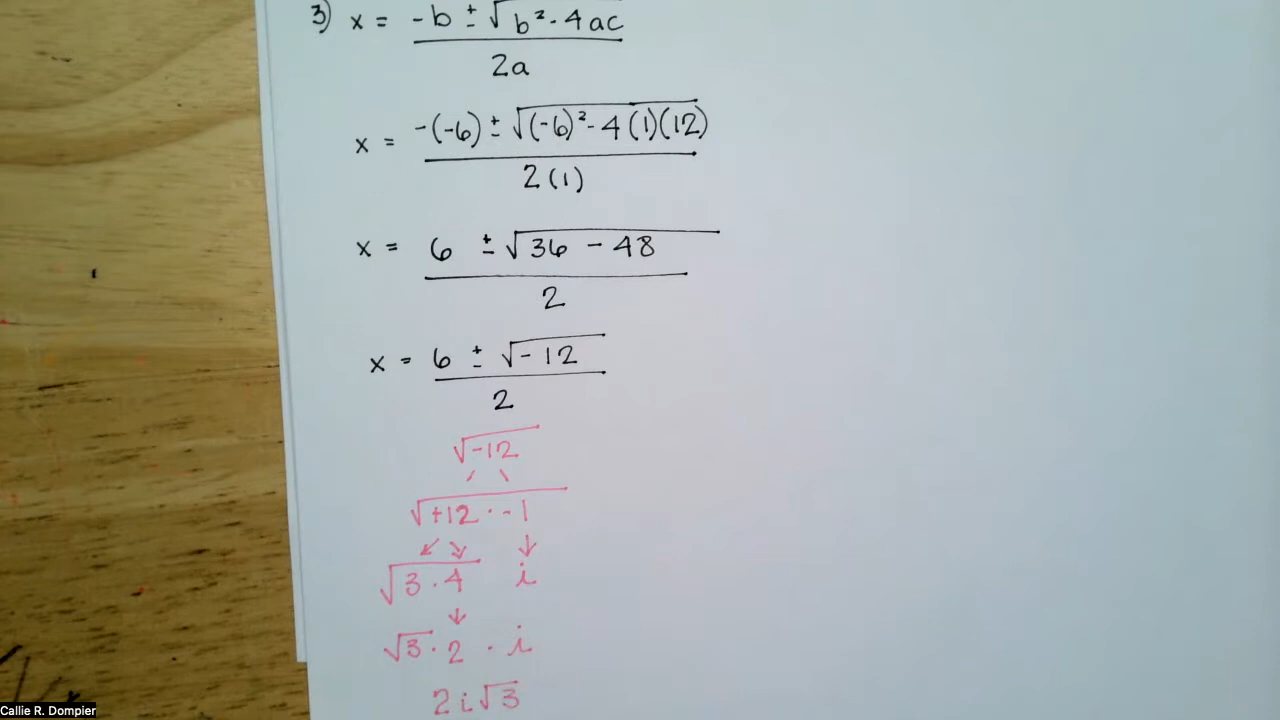 3) x = -b ± √b² - 4ac
2a
x = -(-6) ± √(-6)² - 4(1)(12)
2(1)
x = 6 ± √36 - 48
2
x = 6 ± √-12
2
√-12
√+12 · -1
√3 · 4 i
√3 · 2 · i
2i√3
Callie R. Dompier